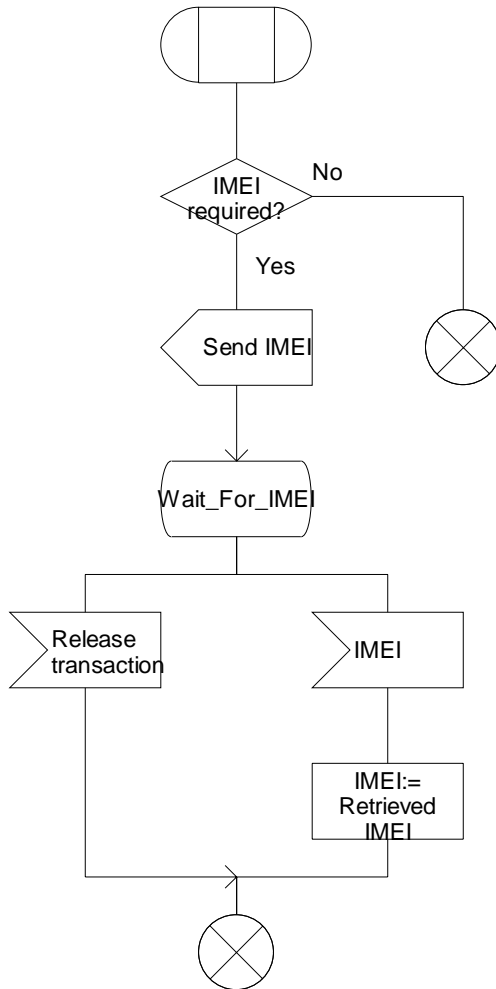 IMEI
required?
No
Yes
Send IMEI
Wait_For_IMEI
Release
transaction
IMEI
IMEI:=
Retrieved
IMEI